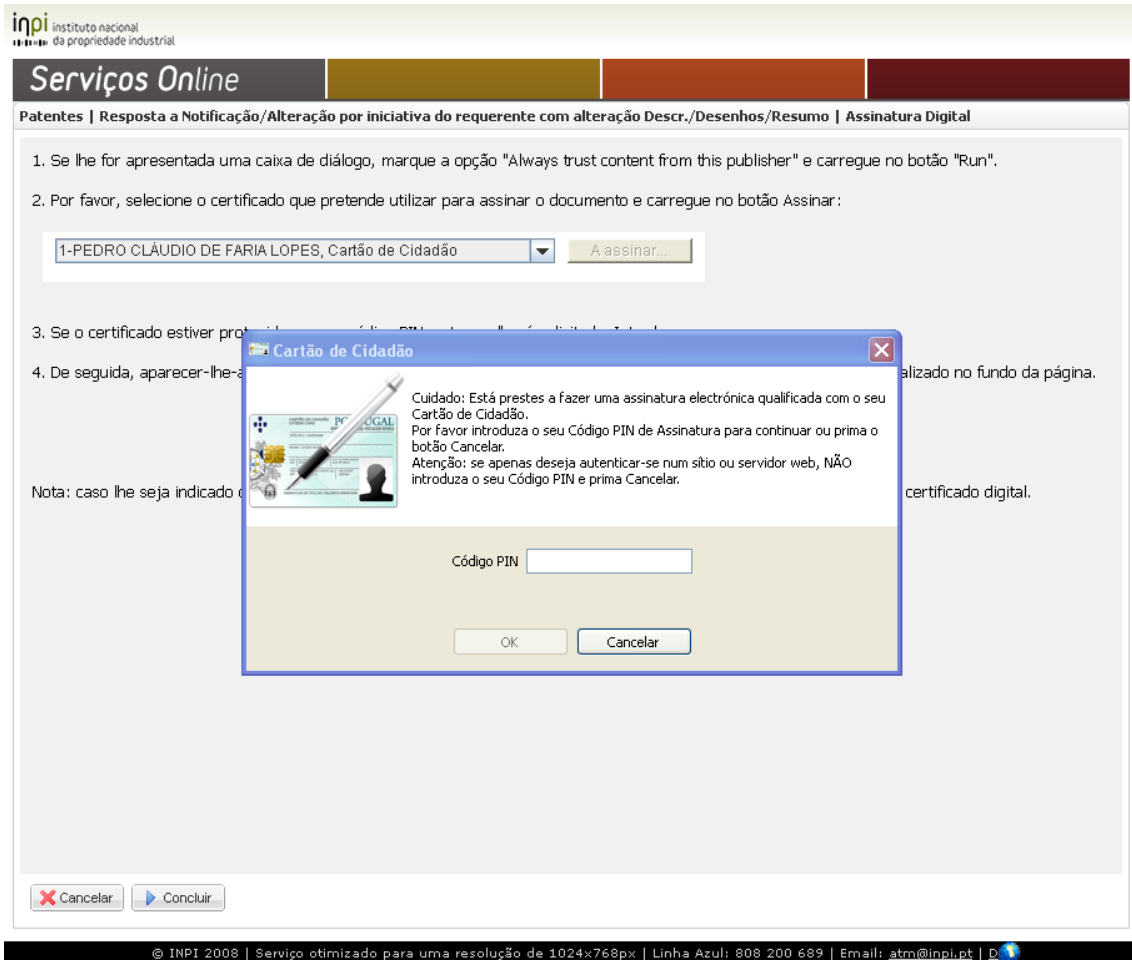 inpi instituto nacional
da propriedade industrial
Serviços Online
Patentes | Resposta a Notificação/Alteração por iniciativa do requerente com alteração Descr./Desenhos/Resumo | Assinatura Digital
1. Se lhe for apresentada uma caixa de diálogo, marque a opção "Always trust content from this publisher" e carregue no botão "Run".
2. Por favor, selecione o certificado que pretende utilizar para assinar o documento e carregue no botão Assinar:
1-PEDRO CLÁUDIO DE FARIA LOPES, Cartão de Cidadão
A assinar...
3. Se o certificado estiver
4. De seguida, aparecer-lhe-
alizado no fundo da página.
Nota: caso lhe seja indicado
certificado digital.
Cartão de Cidadão
PORTUGAL
Cuidado: Está prestes a fazer uma assinatura electrónica qualificada com o seu
Cartão de Cidadão.
Por favor introduza o seu Código PIN de Assinatura para continuar ou prima o
botão Cancelar.
Atenção: se apenas deseja autenticar-se num sítio ou servidor web, NÃO
introduza o seu Código PIN e prima Cancelar.
Código PIN
OK
Cancelar
Cancelar
Concluir
© INPI 2008 | Serviço otimizado para uma resolução de 1024x768px | Linha Azul: 808 200 689 | Email: atm@inpi.pt | D